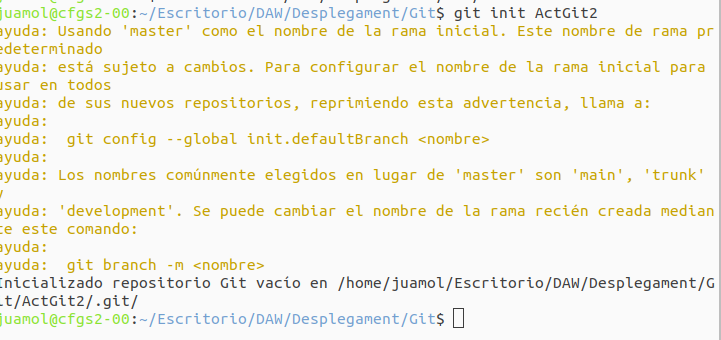 juamol@cfgs2-00:~/Escritorio/DAW/Desplegament/Git$ git init ActGit2
ayuda: Usando 'master' como el nombre de la rama inicial. Este nombre de rama pr
edeterminado
ayuda: está sujeto a cambios. Para configurar el nombre de la rama inicial para
usar en todos
ayuda: de sus nuevos repositorios, reprimiendo esta advertencia, llama a:
ayuda:
ayuda:  git config --global init.defaultBranch <nombre>
ayuda:
ayuda: Los nombres comúnmente elegidos en lugar de 'master' son 'main', 'trunk'
y
ayuda: 'development'. Se puede cambiar el nombre de la rama recién creada median
te este comando:
ayuda:
ayuda:  git branch -m <nombre>
Inicializado repositorio Git vacío en /home/juamol/Escritorio/DAW/Desplegament/G
it/ActGit2/.git/
juamol@cfgs2-00:~/Escritorio/DAW/Desplegament/Git$